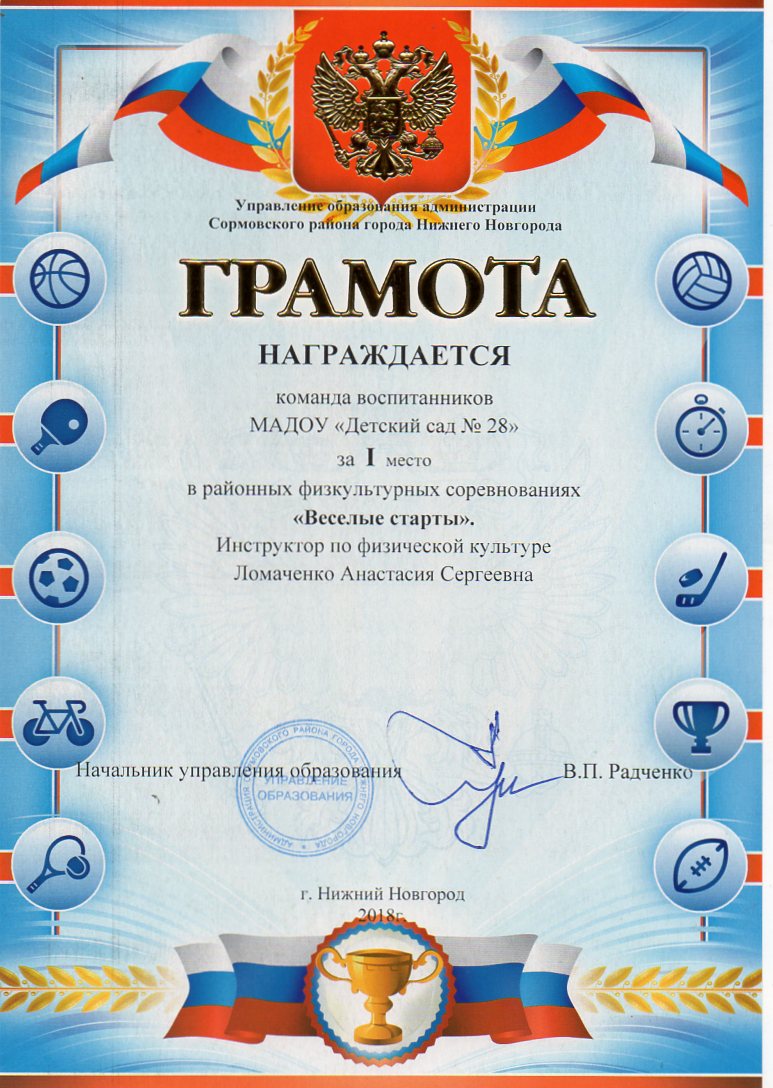 Управление образования администрации
Сормовского района города Нижнего Новгорода
ГРАМОТА
НАГРАЖДАЕТСЯ
команда воспитанников
МАДОУ «Детский сад № 28»
за I место
в районных физкультурных соревнованиях
«Веселые старты».
Инструктор по физической культуре
Ломаченко Анастасия Сергеевна
Начальник управления образования В.П. Радченко
АДМИНИСТРАЦИЯ СОРМОВСКОГО РАЙОНА ГОРОДА НИЖНЕГО НОВГОРОДА
УПРАВЛЕНИЕ
ОБРАЗОВАНИЯ
г. Нижний Новгород
2018г.